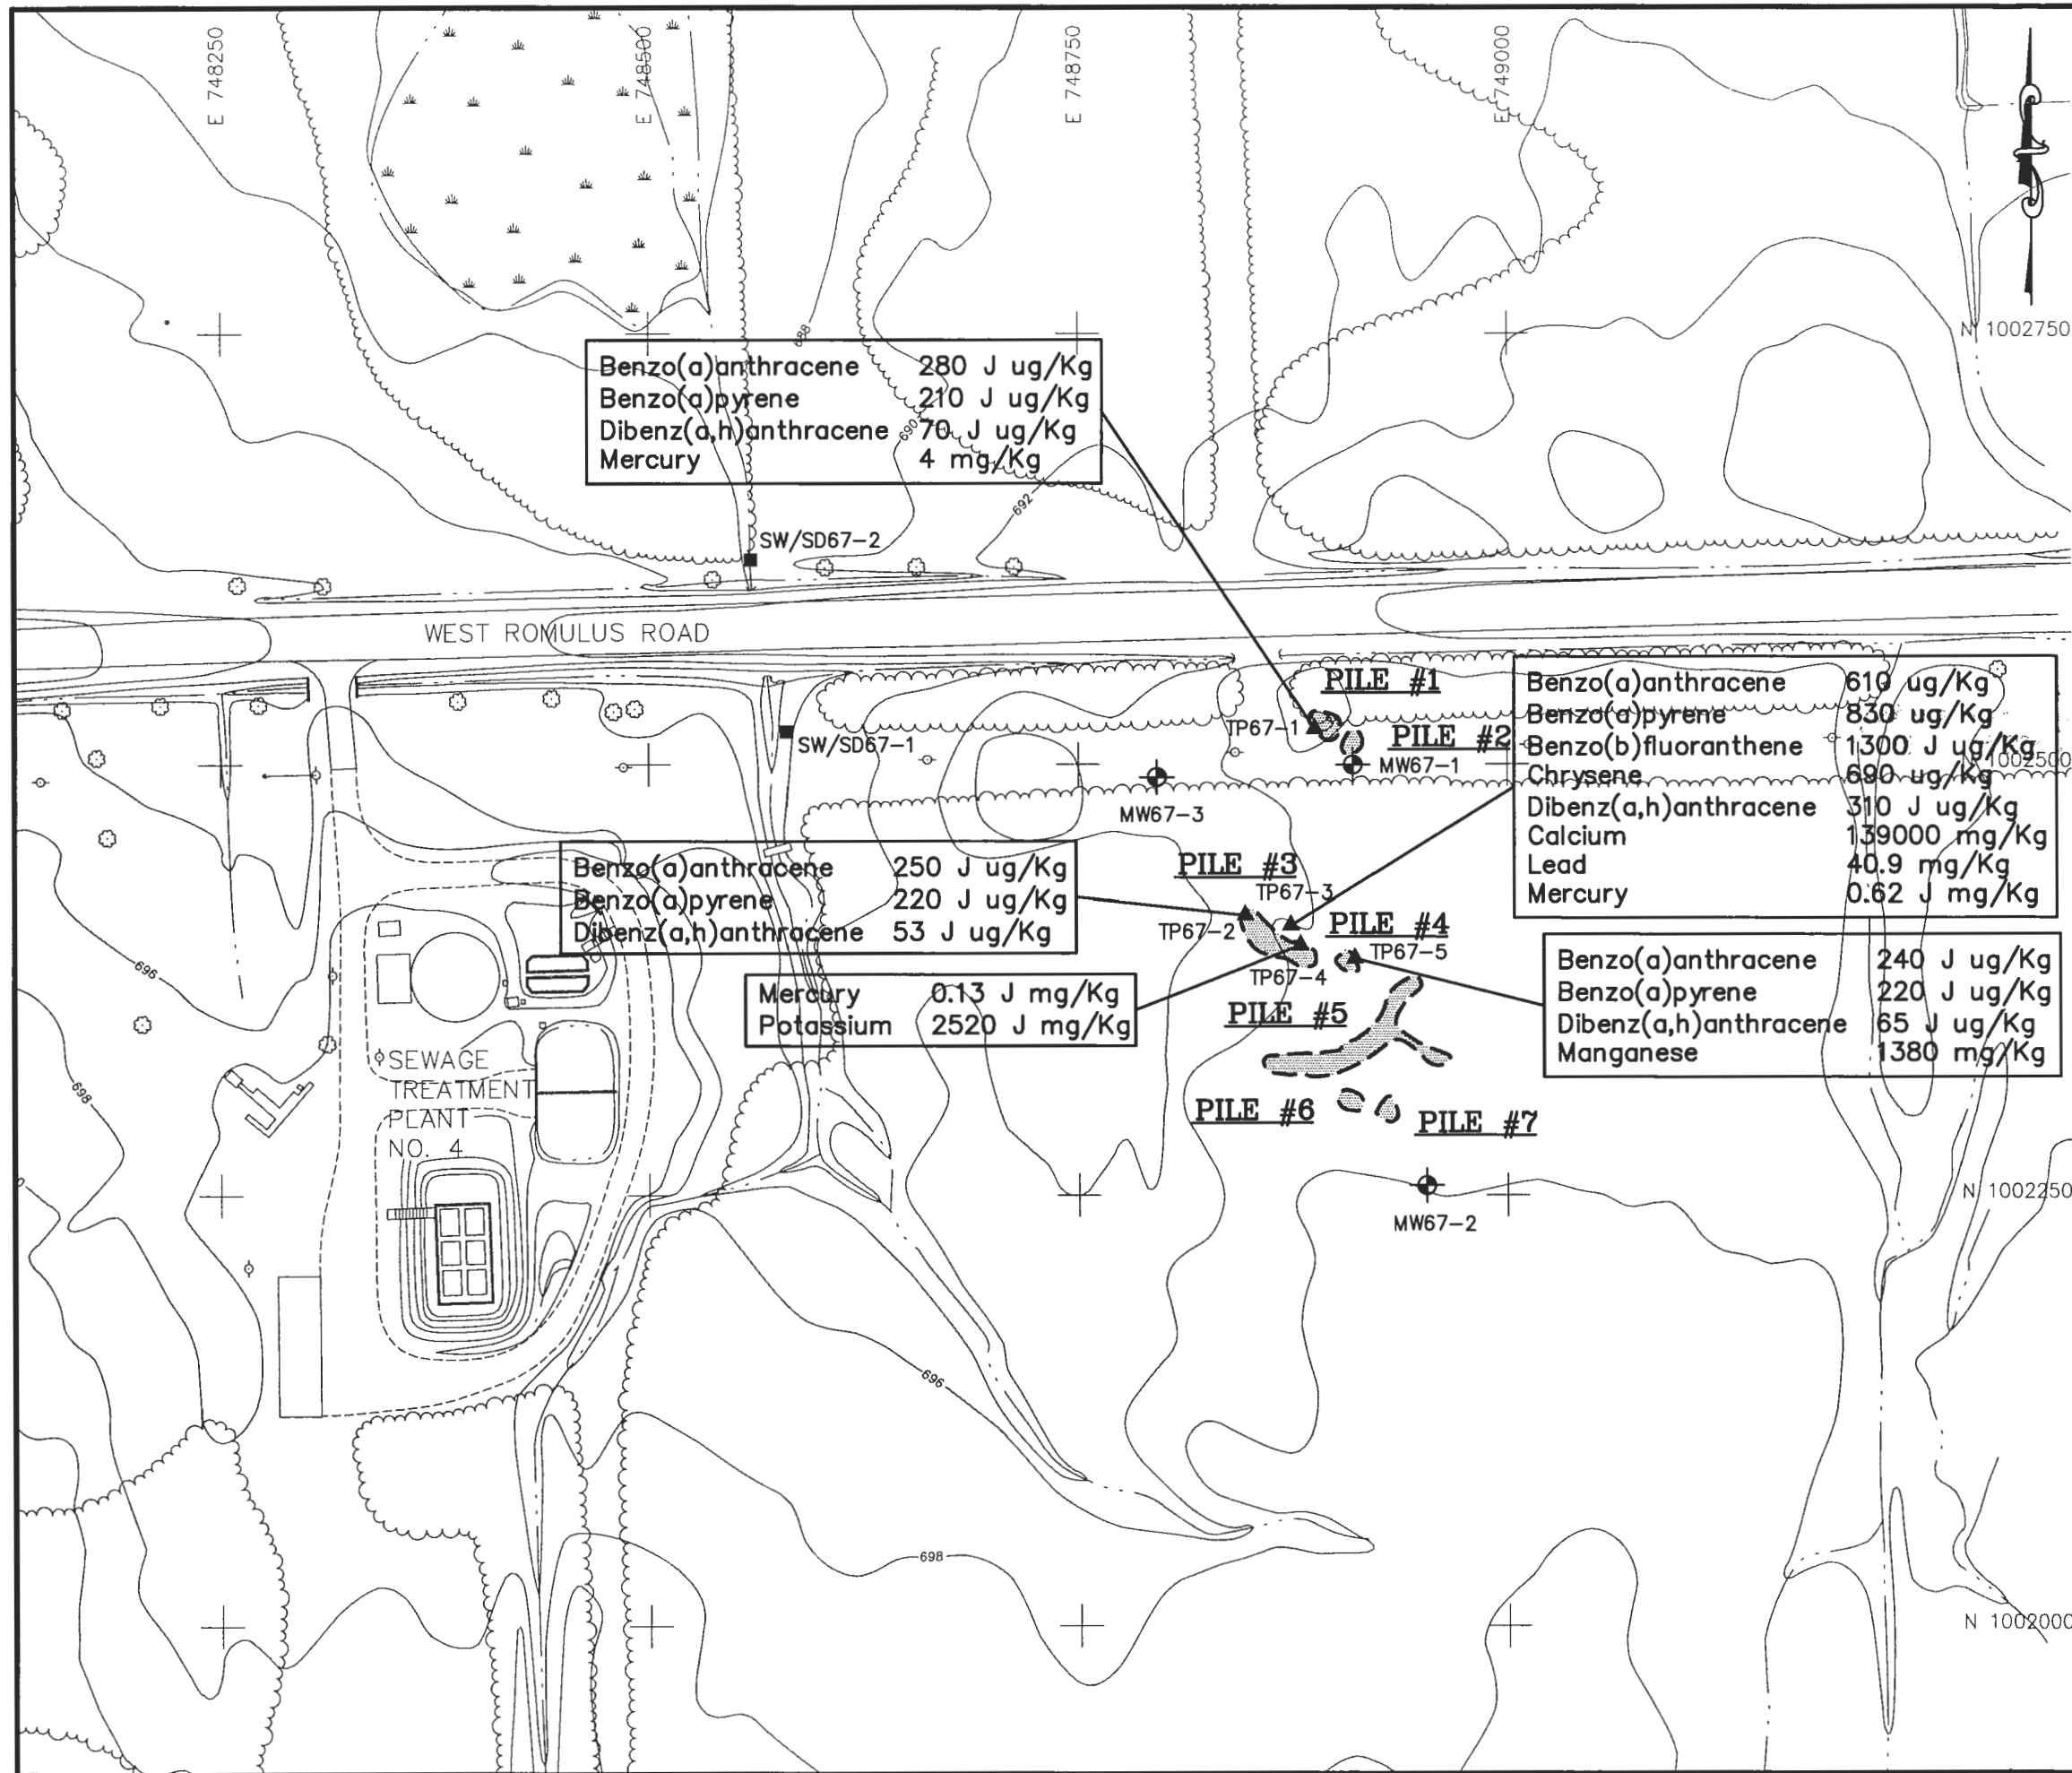 E 748250
E 748500
E 748750
E 749000
N 1002750
688
Benzo(a)anthracene 280 J ug/Kg
Benzo(a)pyrene 210 J ug/Kg
Dibenz(a,h)anthracene 70 J ug/Kg
Mercury 4 mg/Kg
690
692
SW/SD67-2
WEST ROMULUS ROAD
PILE #1
TP67-1
PILE #2
MW67-1
SW/SD67-1
MW67-3
Benzo(a)anthracene 610 ug/Kg
Benzo(a)pyrene 830 ug/Kg
Benzo(b)fluoranthene 1300 J ug/Kg
Chrysene 690 ug/Kg
Dibenz(a,h)anthracene 310 J ug/Kg
Calcium 139000 mg/Kg
Lead 40.9 mg/Kg
Mercury 0.62 J mg/Kg
N 1002500
Benzo(a)anthracene 250 J ug/Kg
Benzo(a)pyrene 220 J ug/Kg
Dibenz(a,h)anthracene 53 J ug/Kg
PILE #3
TP67-3
TP67-2
PILE #4
TP67-5
TP67-4
Mercury 0.13 J mg/Kg
Potassium 2520 J mg/Kg
Benzo(a)anthracene 240 J ug/Kg
Benzo(a)pyrene 220 J ug/Kg
Dibenz(a,h)anthracene 65 J ug/Kg
Manganese 1380 mg/Kg
PILE #5
696
698
SEWAGE
TREATMENT
PLANT
NO. 4
PILE #6
PILE #7
N 1002250
MW67-2
696
698
N 1002000